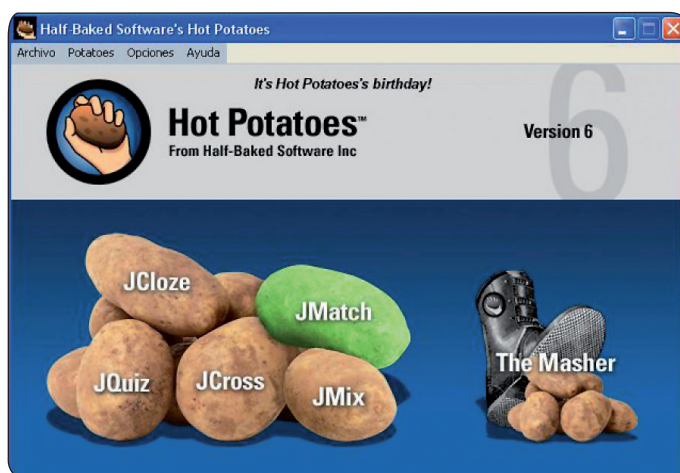 Half-Baked Software's Hot Potatoes
Archivo Potatoes Opciones Ayuda
It's Hot Potatoes's birthday!
Hot Potatoes™
From Half-Baked Software Inc
Version 6
6
JCloze
JMatch
JQuiz
JCross
JMix
The Masher